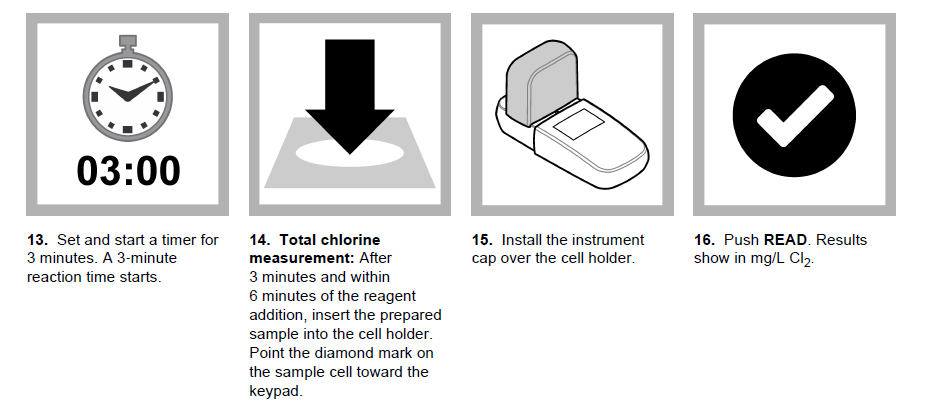 03:00
13. Set and start a timer for
3 minutes. A 3-minute
reaction time starts.
14. Total chlorine
measurement: After
3 minutes and within
6 minutes of the reagent
addition, insert the prepared
sample into the cell holder.
Point the diamond mark on
the sample cell toward the
keypad.
15. Install the instrument
cap over the cell holder.
16. Push READ. Results
show in mg/L Cl₂.